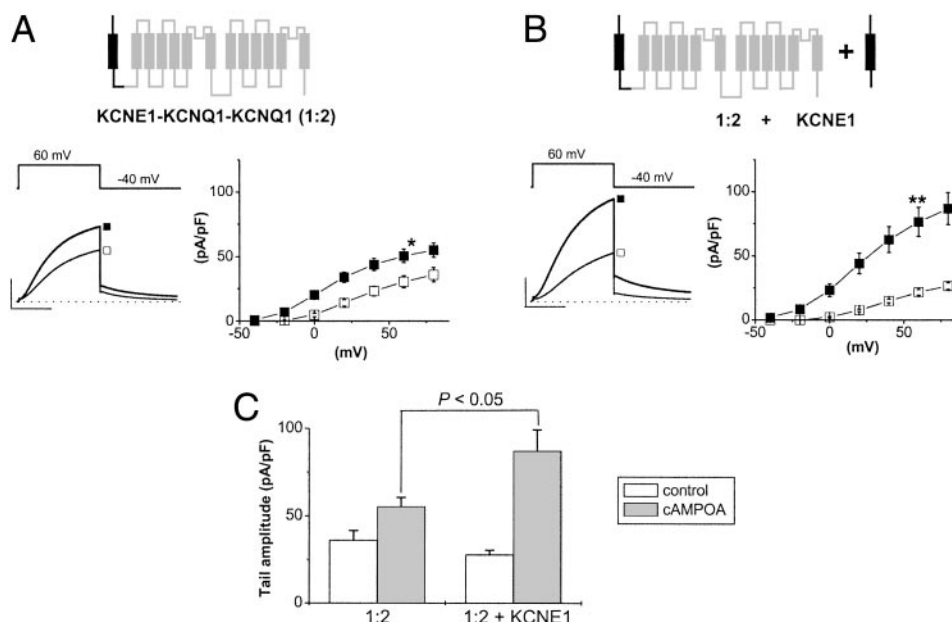 A
KCNE1-KCNQ1-KCNQ1 (1:2)
60 mV
-40 mV
(pA/pF)
100
50
0
-50
0
50
(mV)
*
B
+
1:2 + KCNE1
60 mV
-40 mV
(pA/pF)
100
50
0
-50
0
50
(mV)
**
C
P < 0.05
Tail amplitude (pA/pF)
100
50
0
1:2
1:2 + KCNE1
control
cAMPOA